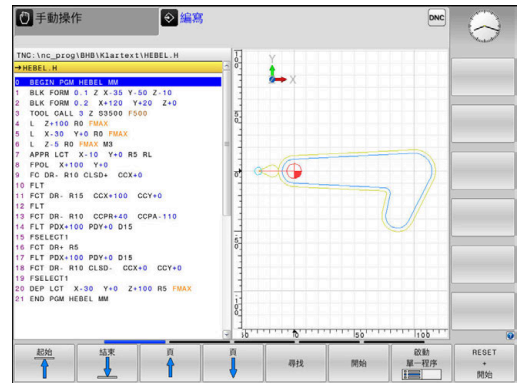 手動操作
編寫
DNC
TNC:\nc_prog\BHB\Klartext\HEBEL.H
→HEBEL.H
0 BEGIN PGM HEBEL MM
1 BLK FORM 0.1 Z X-35 Y-50 Z-10
2 BLK FORM 0.2 X+120 Y+20 Z+0
3 TOOL CALL 3 Z S3500 F500
4 L Z+100 R0 FMAX
5 L X-30 Y+0 R0 FMAX
6 L Z-5 R0 FMAX M3
7 APPR LCT X-10 Y+0 R5 RL
8 FPOL X+100 Y+0
9 FC DR- R10 CLSD+ CCX+0
10 FLT
11 FCT DR- R15 CCX+100 CCY+0
12 FLT
13 FCT DR- R10 CCPR+40 CCPA-110
14 FLT PDX+100 PDY+0 D15
15 FSELECT1
16 FCT DR+ R5
17 FLT PDX+100 PDY+0 D15
18 FCT DR- R10 CLSD- CCX+0 CCY+0
19 FSELECT1
20 DEP LCT X-30 Y+0 Z+100 R5 FMAX
21 END PGM HEBEL MM
Y
X
0
50
100
起始
結束
頁
頁
尋找
開始
啟動
單一程序
RESET
+
開始